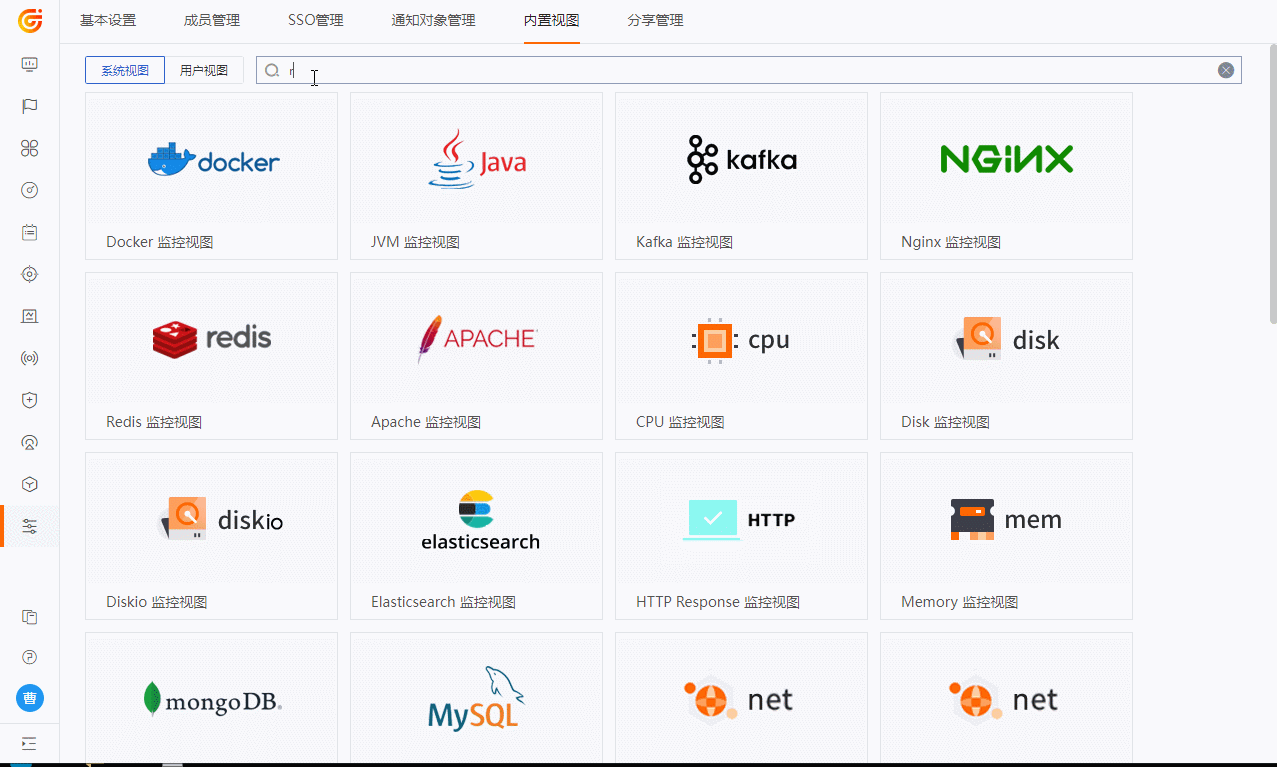 基本设置 成员管理 SSO管理 通知对象管理 内置视图 分享管理
系统视图 用户视图 r
docker Java kafka NGINX
Docker 监控视图 JVM 监控视图 Kafka 监控视图 Nginx 监控视图
redis APACHE cpu disk
Redis 监控视图 Apache 监控视图 CPU 监控视图 Disk 监控视图
diskio elasticsearch HTTP mem
Diskio 监控视图 Elasticsearch 监控视图 HTTP Response 监控视图 Memory 监控视图
mongoDB. MySQL net net
曹